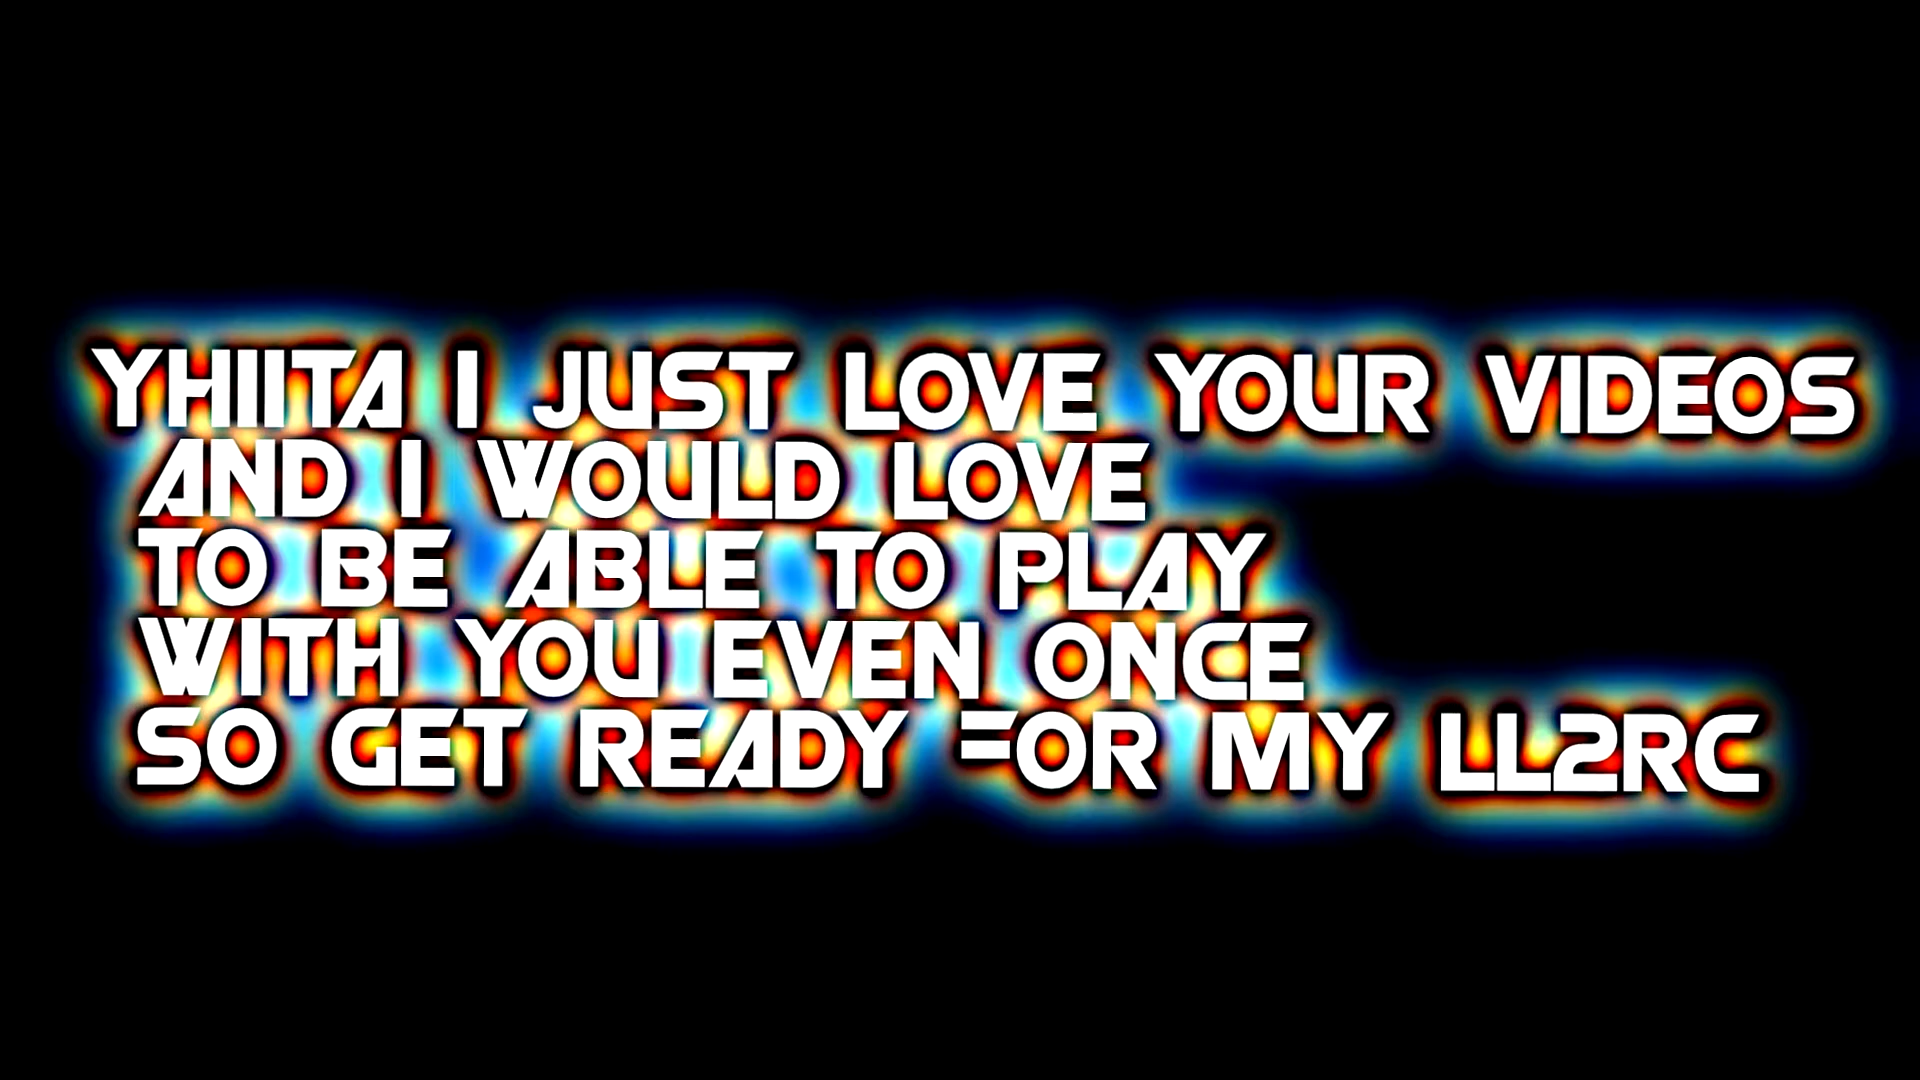 YHIITA I JUST LOVE YOUR VIDEOS
AND I WOULD LOVE
TO BE ABLE TO PLAY
WITH YOU EVEN ONCE
SO GET READY FOR MY LL2RC